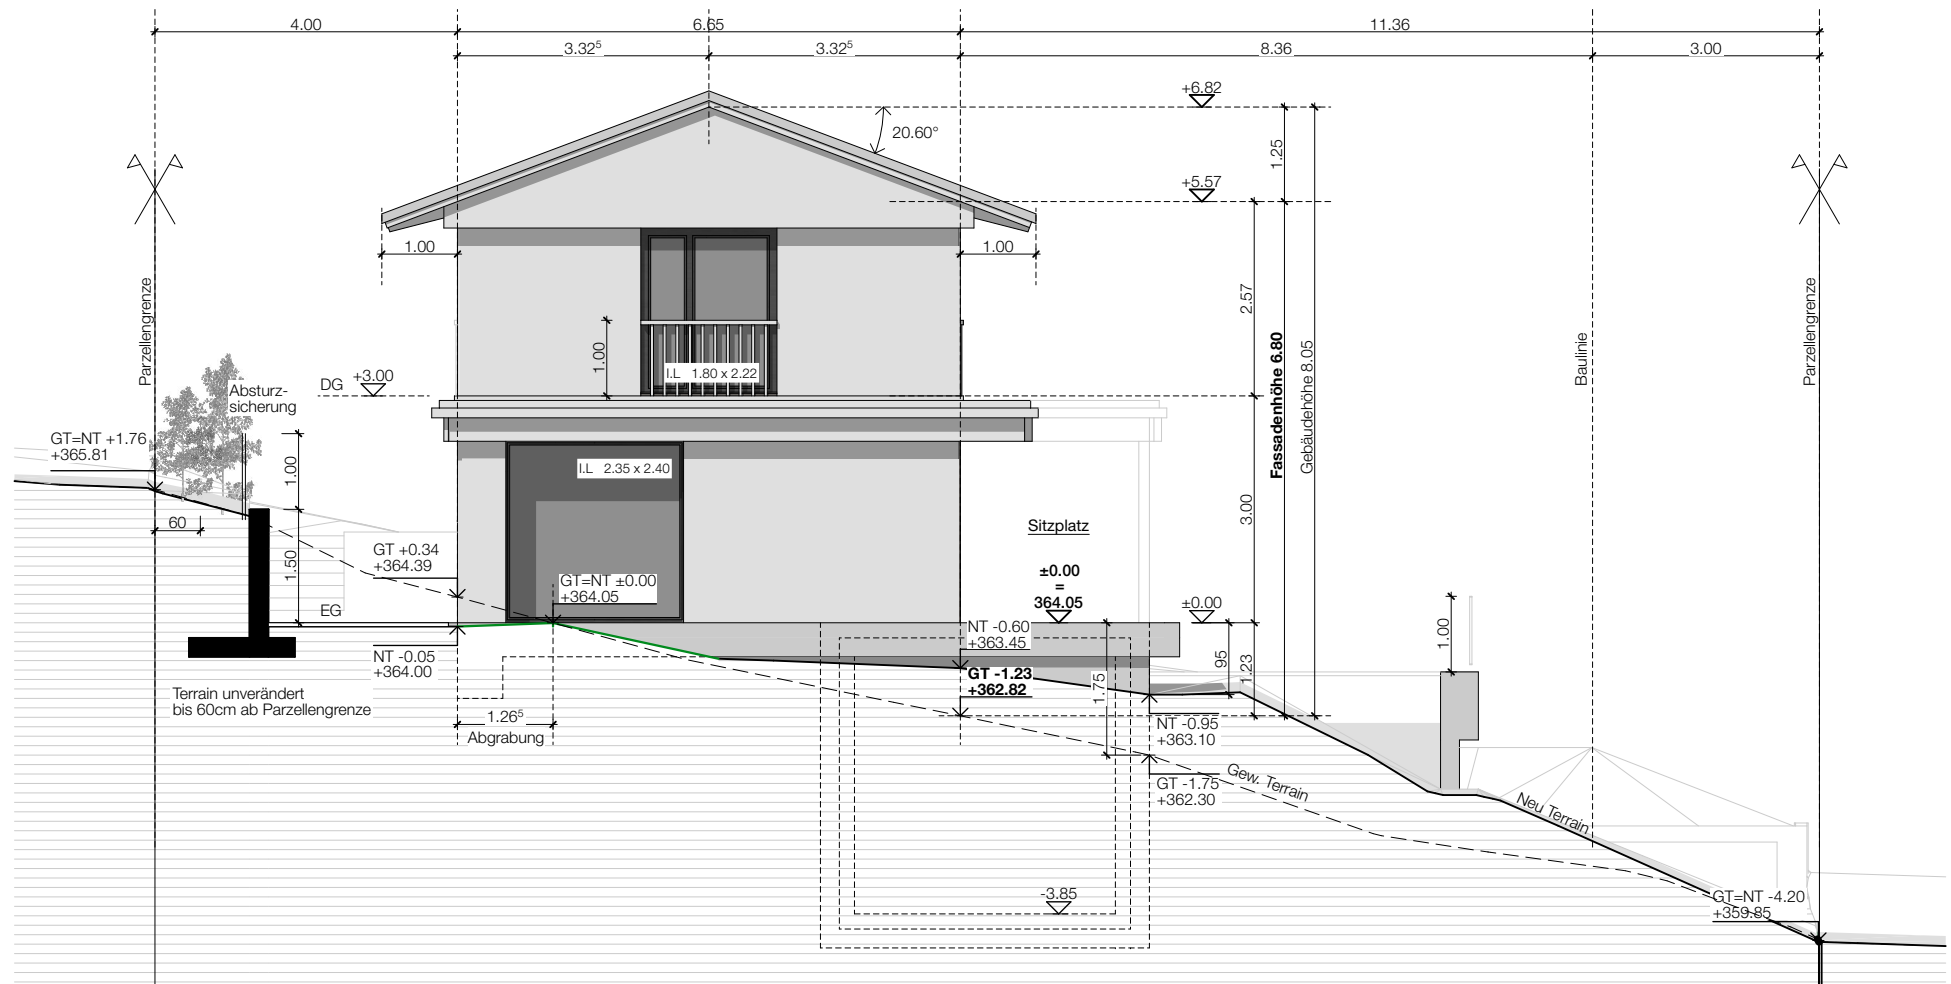 4.00
6.65
11.36
3.32⁵
3.32⁵
8.36
3.00
+6.82
20.60°
1.25
+5.57
1.00
1.00
Parzellengrenze
2.57
Fassadenhöhe 6.80
Gebäudehöhe 8.05
Baulinie
Parzellengrenze
1.00
I.L 1.80 x 2.22
DG +3.00
Absturz-
sicherung
GT=NT +1.76
+365.81
1.00
I.L 2.35 x 2.40
3.00
60
Sitzplatz
1.50
GT +0.34
+364.39
GT=NT ±0.00
+364.05
±0.00
=
364.05
±0.00
EG
NT -0.60
+363.45
1.00
NT -0.05
+364.00
95
1.23
GT -1.23
+362.82
1.75
Terrain unverändert
bis 60cm ab Parzellengrenze
1.26⁵
Abgrabung
NT -0.95
+363.10
GT -1.75
+362.30
Gew. Terrain
Neu Terrain
-3.85
GT=NT -4.20
+359.85